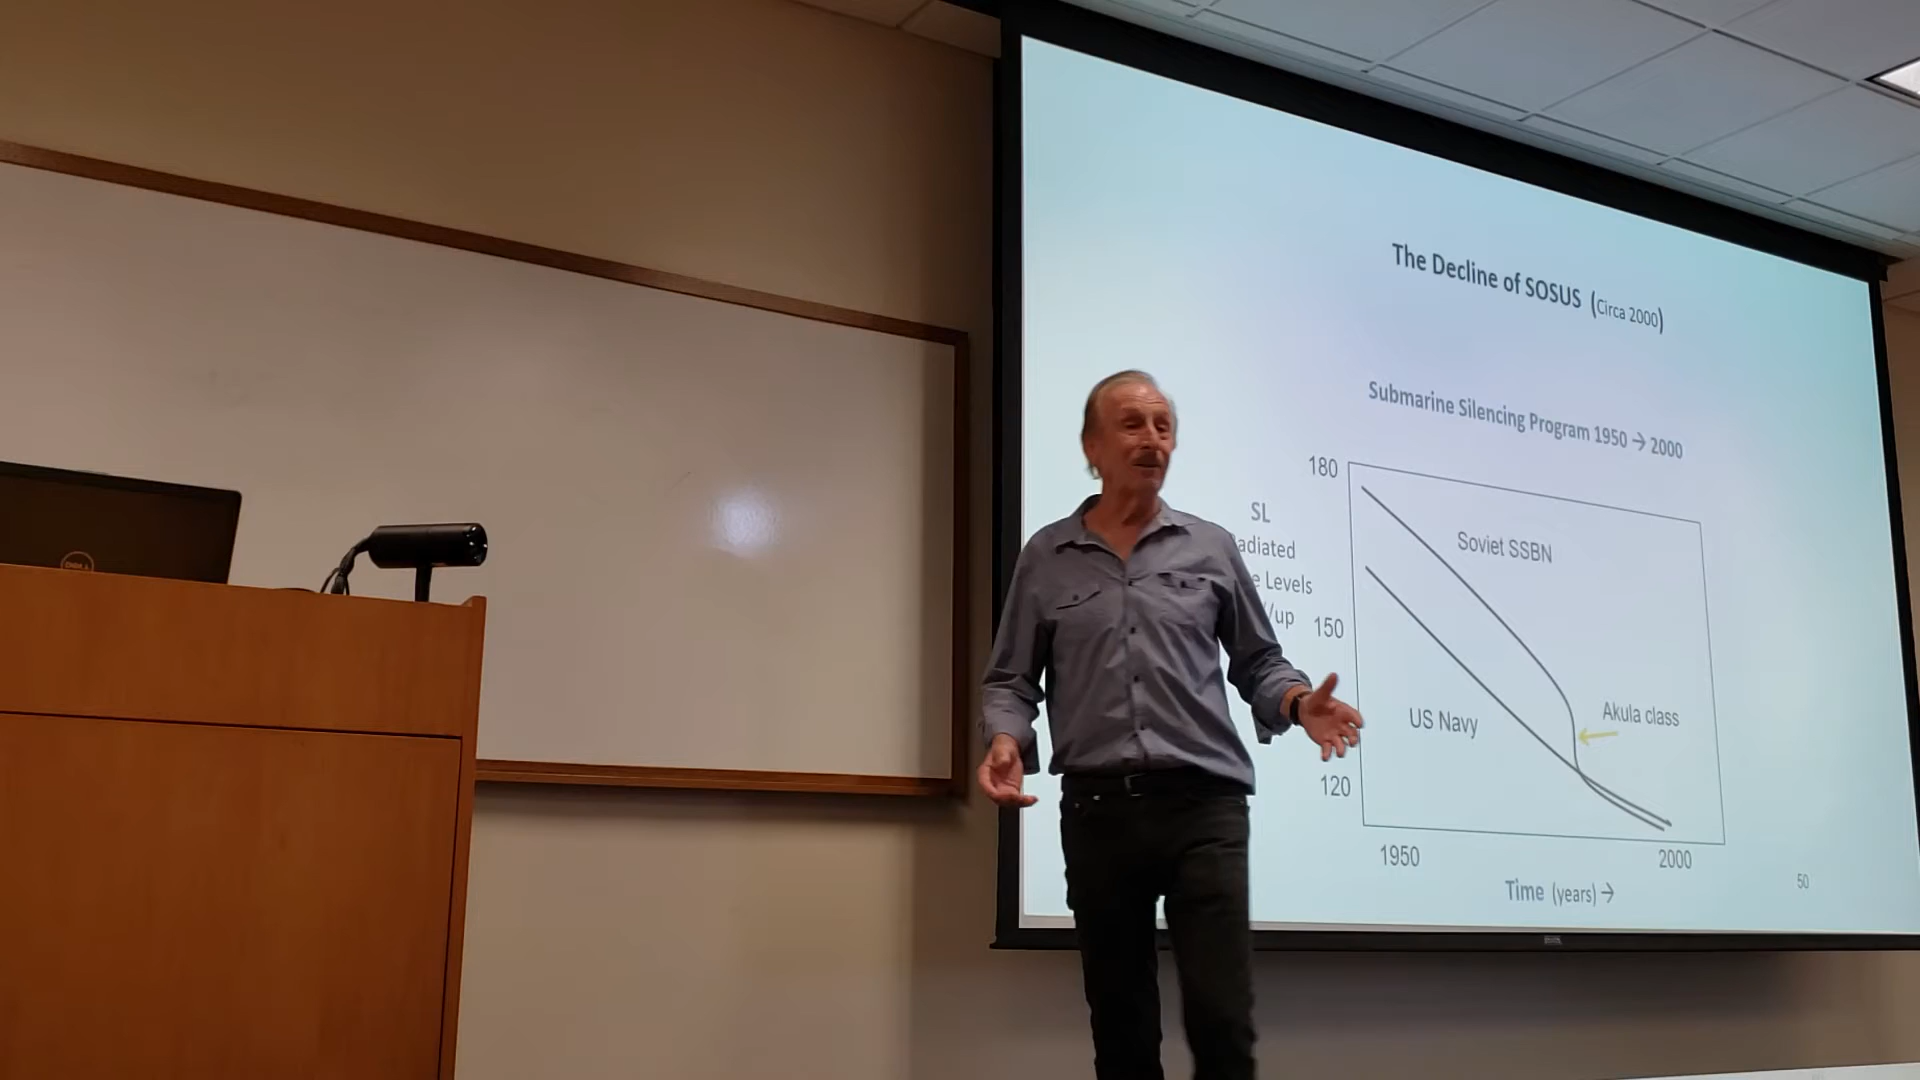 The Decline of SOSUS (Circa 2000)
Submarine Silencing Program 1950 → 2000
180
SL
adiated
e Levels
/up
150
120
Soviet SSBN
US Navy
Akula class
1950
2000
Time (years) →
50
DELL